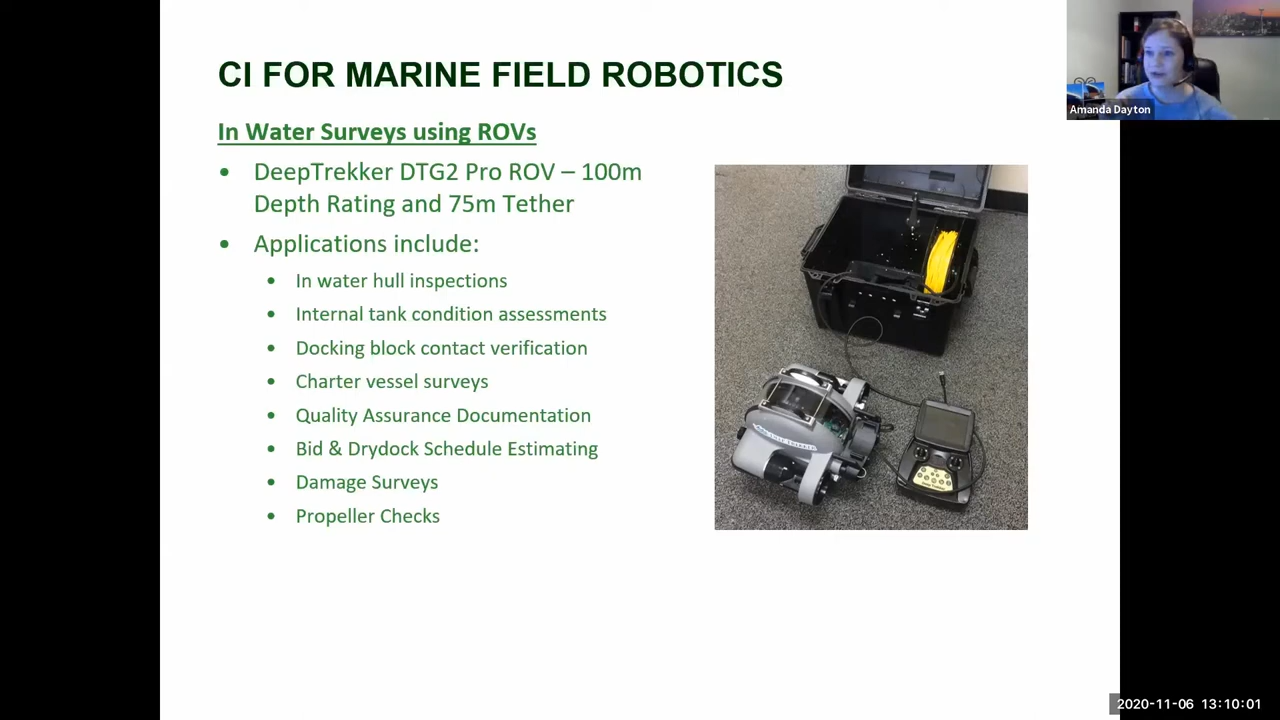 CI FOR MARINE FIELD ROBOTICS
In Water Surveys using ROVs
• DeepTrekker DTG2 Pro ROV – 100m
Depth Rating and 75m Tether
• Applications include:
• In water hull inspections
• Internal tank condition assessments
• Docking block contact verification
• Charter vessel surveys
• Quality Assurance Documentation
• Bid & Drydock Schedule Estimating
• Damage Surveys
• Propeller Checks
Amanda Dayton
2020-11-06 13:10:01